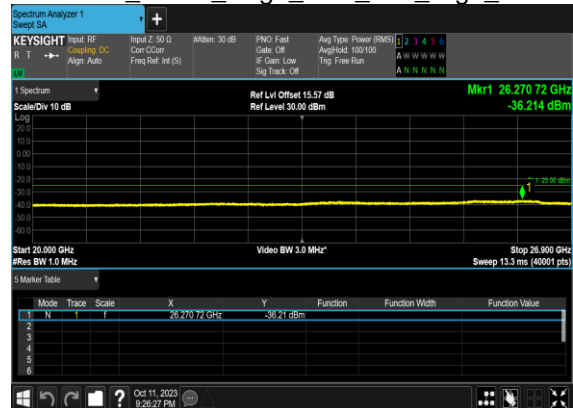 Spectrum Analyzer 1
Swept SA
+
KEYSIGHT
R T
LW
Input: RF
Coupling: DC
Align: Auto
Input Z: 50 Ω
Corr CCorr
Freq Ref: Int (S)
#Atten: 30 dB
PNO: Fast
Gate: Off
IF Gain: Low
Sig Track: Off
Avg Type: Power (RMS)
Avg|Hold: 100/100
Trig: Free Run
1 2 3 4 5 6
A W W W W W
A N N N N N
1 Spectrum
Scale/Div 10 dB
Log
Ref Lvl Offset 15.57 dB
Ref Level 30.00 dBm
Mkr1 26.270 72 GHz
-36.214 dBm
20.0
10.0
0.00
-10.0
-20.0
-30.0
-40.0
-50.0
-60.0
-25.00 dBm
1
Start 20.000 GHz
#Res BW 1.0 MHz
Video BW 3.0 MHz*
Stop 26.900 GHz
Sweep 13.3 ms (40001 pts)
5 Marker Table
Mode Trace Scale X Y Function Function Width Function Value
1 N 1 f 26.270 72 GHz -36.21 dBm
2
3
4
5
6
?
Oct 11, 2023
9:26:27 PM